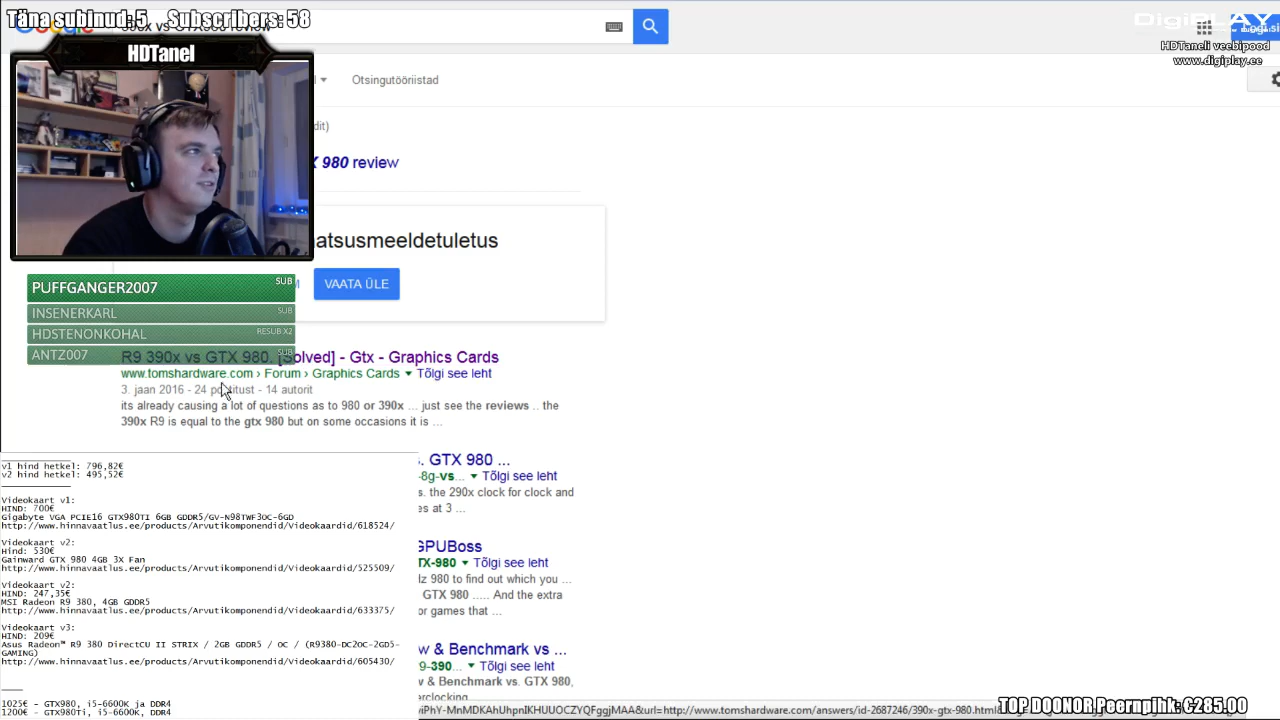 Täna subinud: 5 Subscribers: 58
vs
DigiPLAY
HDTaneli veebipood
www.digiplay.ee
HDTanel
Otsingutööriistad
dit)
X 980 review
atsusmeeldetuletus
VAATA ÜLE
PUFFGANGER2007 SUB
INSENERKARL SUB
HDSTENONKOHAL RESUB X2
ANTZ007 SUB
R9 390x vs GTX 980. [Solved] - Gtx - Graphics Cards
www.tomshardware.com › Forum › Graphics Cards ▼ Tõlgi see leht
3. jaan 2016 - 24 postitust - 14 autorit
its already causing a lot of questions as to 980 or 390x ... just see the reviews .. the
390x R9 is equal to the gtx 980 but on some occasions it is ...
. GTX 980 ...
-8g-vs... ▼ Tõlgi see leht
s. the 290x clock for clock and
es at 3 ...
GPUBoss
TX-980 ▼ Tõlgi see leht
dz 980 to find out which you ...
GTX 980 ..... And the extra
or games that ...
w & Benchmark vs ...
9-390... ▼ Tõlgi see leht
w & Benchmark vs. GTX 980,
erclocking
v1 hind hetkel: 796,82€
v2 hind hetkel: 495,52€
Videokaart v1:
HIND: 700€
Gigabyte VGA PCIE16 GTX980TI 6GB GDDR5/GV-N98TWF3OC-6GD
http://www.hinnavaatlus.ee/products/Arvutikomponendid/Videokaardid/618524/
Videokaart v2:
Hind: 530€
Gainward GTX 980 4GB 3X Fan
http://www.hinnavaatlus.ee/products/Arvutikomponendid/Videokaardid/525509/
Videokaart v2:
HIND: 247,35€
MSI Radeon R9 380, 4GB GDDR5
http://www.hinnavaatlus.ee/products/Arvutikomponendid/Videokaardid/633375/
Videokaart v3:
HIND: 209€
Asus Radeon™ R9 380 DirectCU II STRIX / 2GB GDDR5 / OC / (R9380-DC2OC-2GD5-
GAMING)
http://www.hinnavaatlus.ee/products/Arvutikomponendid/Videokaardid/605430/
1025€ - GTX980, i5-6600K ja DDR4
1200€ - GTX980Ti, i5-6600K, DDR4
TOP DOONOR Peernpjhk: €285.00